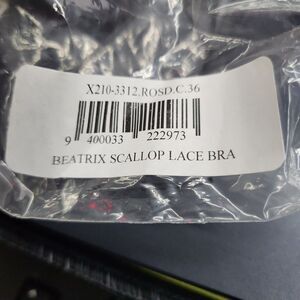 X210-3312.ROSD.C.36
9 400033 222973
BEATRIX SCALLOP LACE BRA